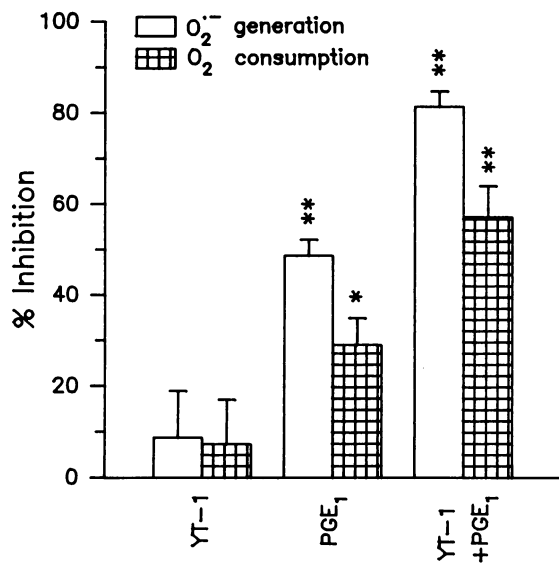 100
80
60
40
20
0
% Inhibition
O₂·⁻ generation
O₂ consumption
**
**
**
*
YT-1
PGE₁
YT-1
+PGE₁